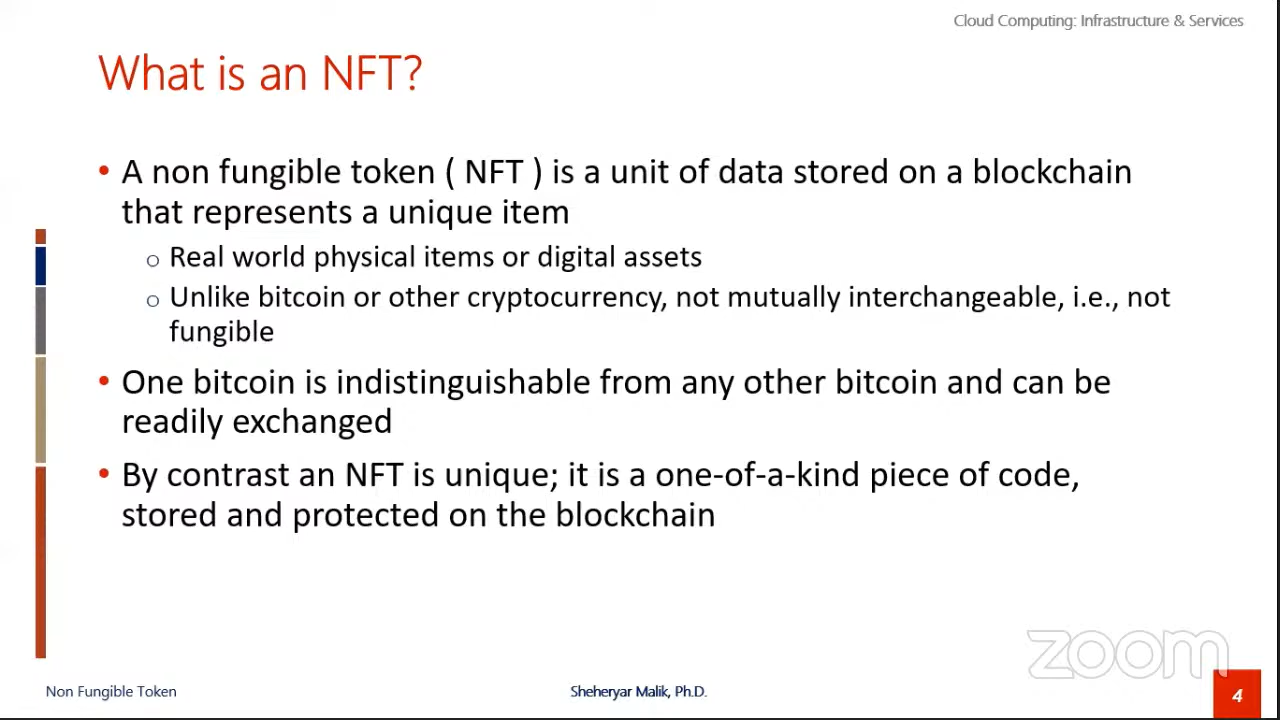 Cloud Computing: Infrastructure & Services
What is an NFT?
• A non fungible token ( NFT ) is a unit of data stored on a blockchain
that represents a unique item
o Real world physical items or digital assets
o Unlike bitcoin or other cryptocurrency, not mutually interchangeable, i.e., not
fungible
• One bitcoin is indistinguishable from any other bitcoin and can be
readily exchanged
• By contrast an NFT is unique; it is a one-of-a-kind piece of code,
stored and protected on the blockchain
zoom
Non Fungible Token
Sheheryar Malik, Ph.D.
4